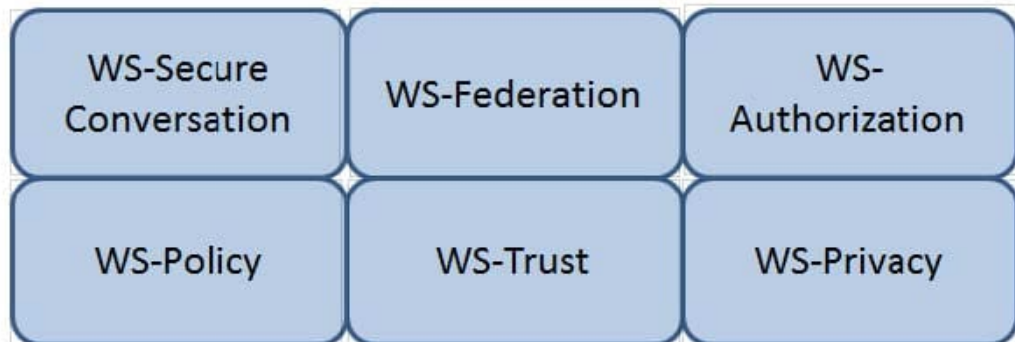 WS-Secure
Conversation
WS-Federation
WS-
Authorization
WS-Policy
WS-Trust
WS-Privacy